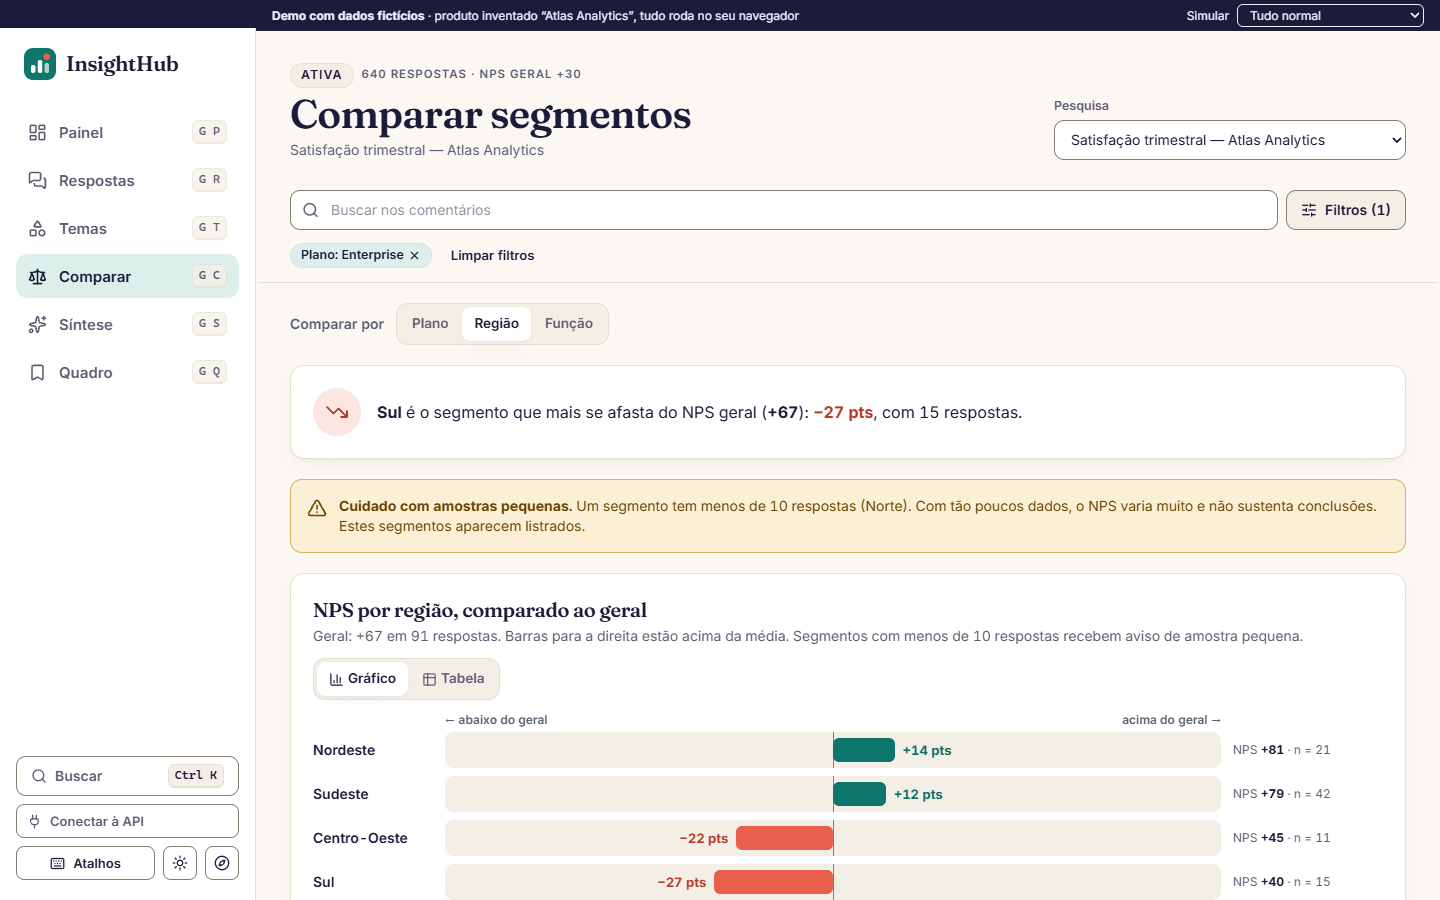 Demo com dados fictícios · produto inventado “Atlas Analytics”, tudo roda no seu navegador
Simular
Tudo normal
InsightHub
Painel G P
Respostas G R
Temas G T
Comparar G C
Síntese G S
Quadro G Q
Buscar Ctrl K
Conectar à API
Atalhos
ATIVA 640 RESPOSTAS · NPS GERAL +30
Comparar segmentos
Satisfação trimestral — Atlas Analytics
Pesquisa
Satisfação trimestral — Atlas Analytics
Buscar nos comentários
Filtros (1)
Plano: Enterprise ✕
Limpar filtros
Comparar por Plano Região Função
Sul é o segmento que mais se afasta do NPS geral (+67): −27 pts, com 15 respostas.
Cuidado com amostras pequenas. Um segmento tem menos de 10 respostas (Norte). Com tão poucos dados, o NPS varia muito e não sustenta conclusões.
Estes segmentos aparecem listrados.
NPS por região, comparado ao geral
Geral: +67 em 91 respostas. Barras para a direita estão acima da média. Segmentos com menos de 10 respostas recebem aviso de amostra pequena.
Gráfico Tabela
← abaixo do geral acima do geral →
Nordeste +14 pts NPS +81 · n = 21
Sudeste +12 pts NPS +79 · n = 42
Centro-Oeste −22 pts NPS +45 · n = 11
Sul −27 pts NPS +40 · n = 15